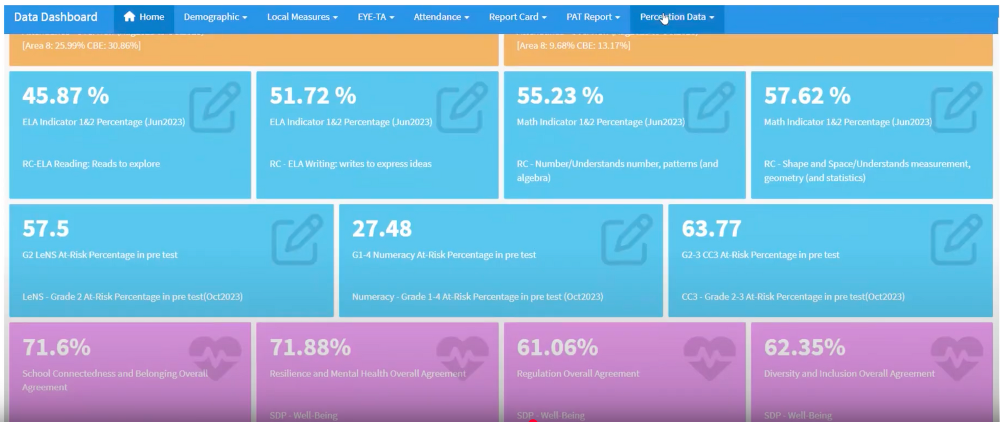 Data Dashboard Home Demographic Local Measures EYE-TA Attendance Report Card PAT Report Perception Data
[Area 8: 25.99% CBE: 30.86%]
[Area 8: 9.68% CBE: 13.17%]
45.87 %
ELA Indicator 1&2 Percentage (Jun2023)
RC-ELA Reading: Reads to explore
51.72 %
ELA Indicator 1&2 Percentage (Jun2023)
RC - ELA Writing: writes to express ideas
55.23 %
Math Indicator 1&2 Percentage (Jun2023)
RC - Number/Understands number, patterns (and
algebra)
57.62 %
Math Indicator 1&2 Percentage (Jun2023)
RC - Shape and Space/Understands measurement,
geometry (and statistics)
57.5
G2 LeNS At-Risk Percentage in pre test
LeNS - Grade 2 At-Risk Percentage in pre test(Oct2023)
27.48
G1-4 Numeracy At-Risk Percentage in pre test
Numeracy - Grade 1-4 At-Risk Percentage in pre test (Oct2023)
63.77
G2-3 CC3 At-Risk Percentage in pre test
CC3 - Grade 2-3 At-Risk Percentage in pre test(Oct2023)
71.6%
School Connectedness and Belonging Overall
Agreement
71.88%
Resilience and Mental Health Overall Agreement
SDP - Well-Being
61.06%
Regulation Overall Agreement
SDP - Well-Being
62.35%
Diversity and Inclusion Overall Agreement
SDP - Well-Being